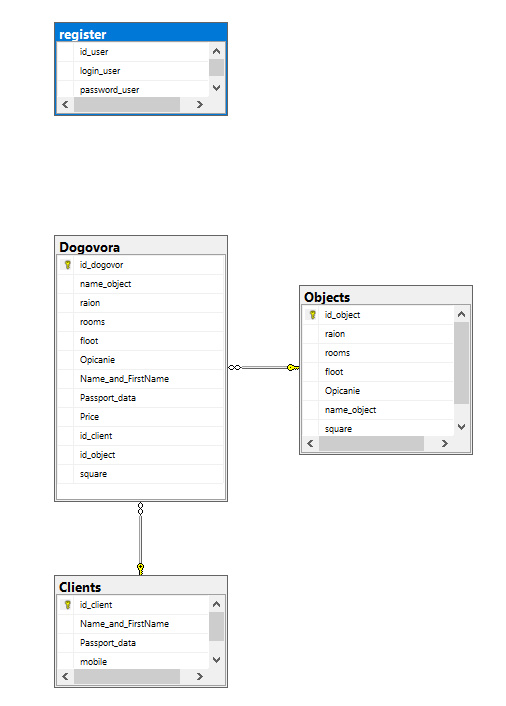 register
id_user
login_user
password_user
Dogovora
id_dogovor
name_object
raion
rooms
floot
Opicanie
Name_and_FirstName
Passport_data
Price
id_client
id_object
square
Objects
id_object
raion
rooms
floot
Opicanie
name_object
square
Clients
id_client
Name_and_FirstName
Passport_data
mobile